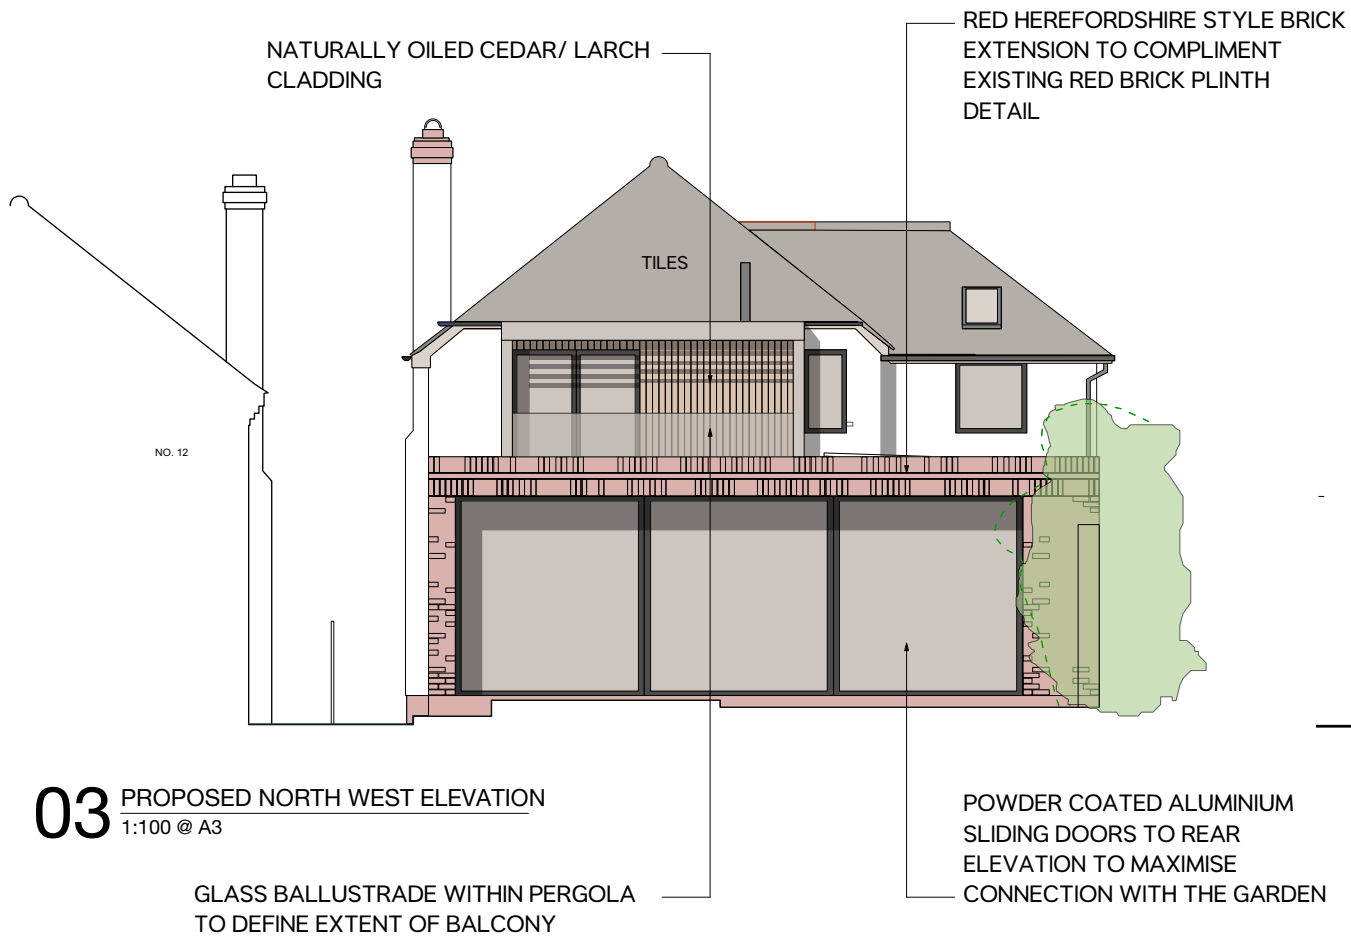 NATURALLY OILED CEDAR/ LARCH
CLADDING
RED HEREFORDSHIRE STYLE BRICK
EXTENSION TO COMPLIMENT
EXISTING RED BRICK PLINTH
DETAIL
TILES
NO. 12
03 PROPOSED NORTH WEST ELEVATION
1:100 @ A3
GLASS BALLUSTRADE WITHIN PERGOLA
TO DEFINE EXTENT OF BALCONY
POWDER COATED ALUMINIUM
SLIDING DOORS TO REAR
ELEVATION TO MAXIMISE
CONNECTION WITH THE GARDEN